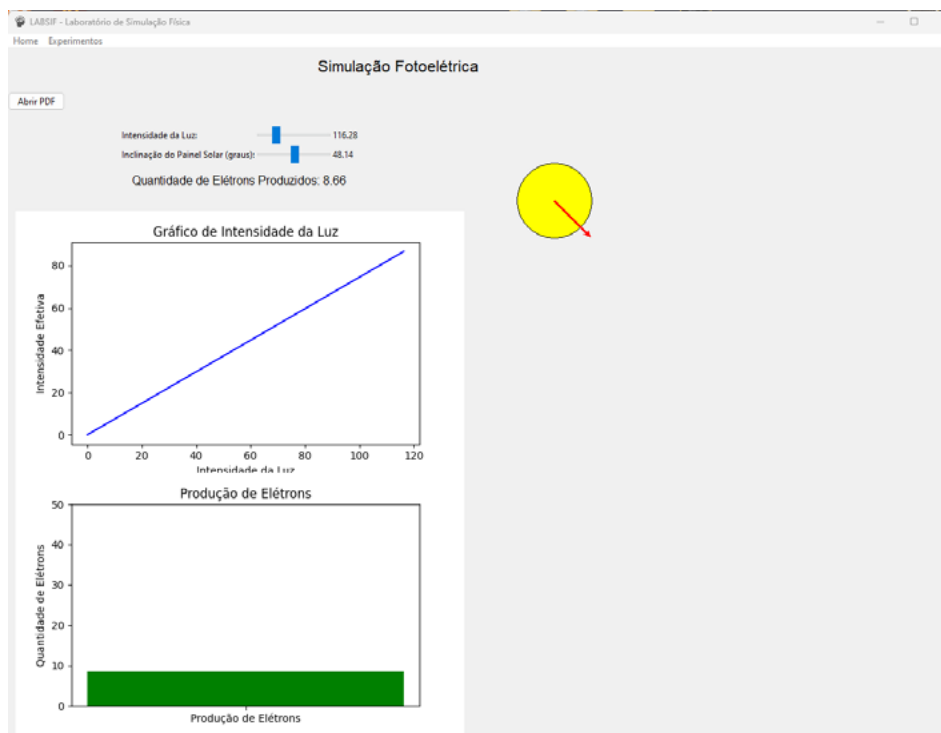 LABSIF - Laboratório de Simulação Física
Home Experimentos
Simulação Fotoelétrica
Abrir PDF
Intensidade da Luz: 116.28
Inclinação do Painel Solar (graus): 48.14
Quantidade de Elétrons Produzidos: 8.66
Gráfico de Intensidade da Luz
80
60
40
20
0
Intensidade Efetiva
0 20 40 60 80 100 120
Intensidade da Luz
Produção de Elétrons
50
40
30
20
10
0
Quantidade de Elétrons
Produção de Elétrons